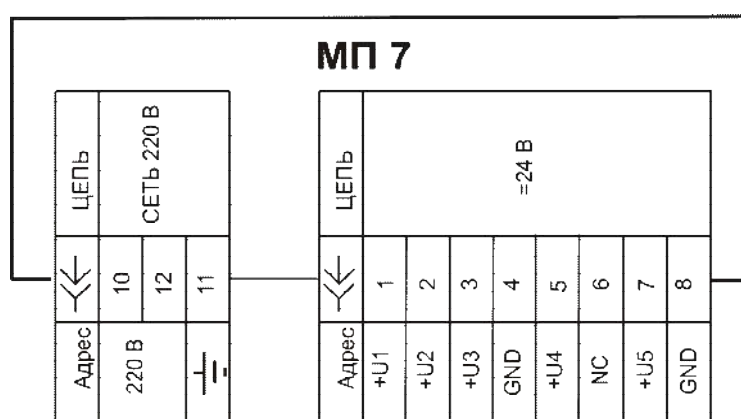 МП 7
ЦЕПЬ
СЕТЬ 220 В
10
12
11
Адрес
220 В
ЦЕПЬ
=24 В
1
2
3
4
5
6
7
8
Адрес
+U1
+U2
+U3
GND
+U4
NC
+U5
GND